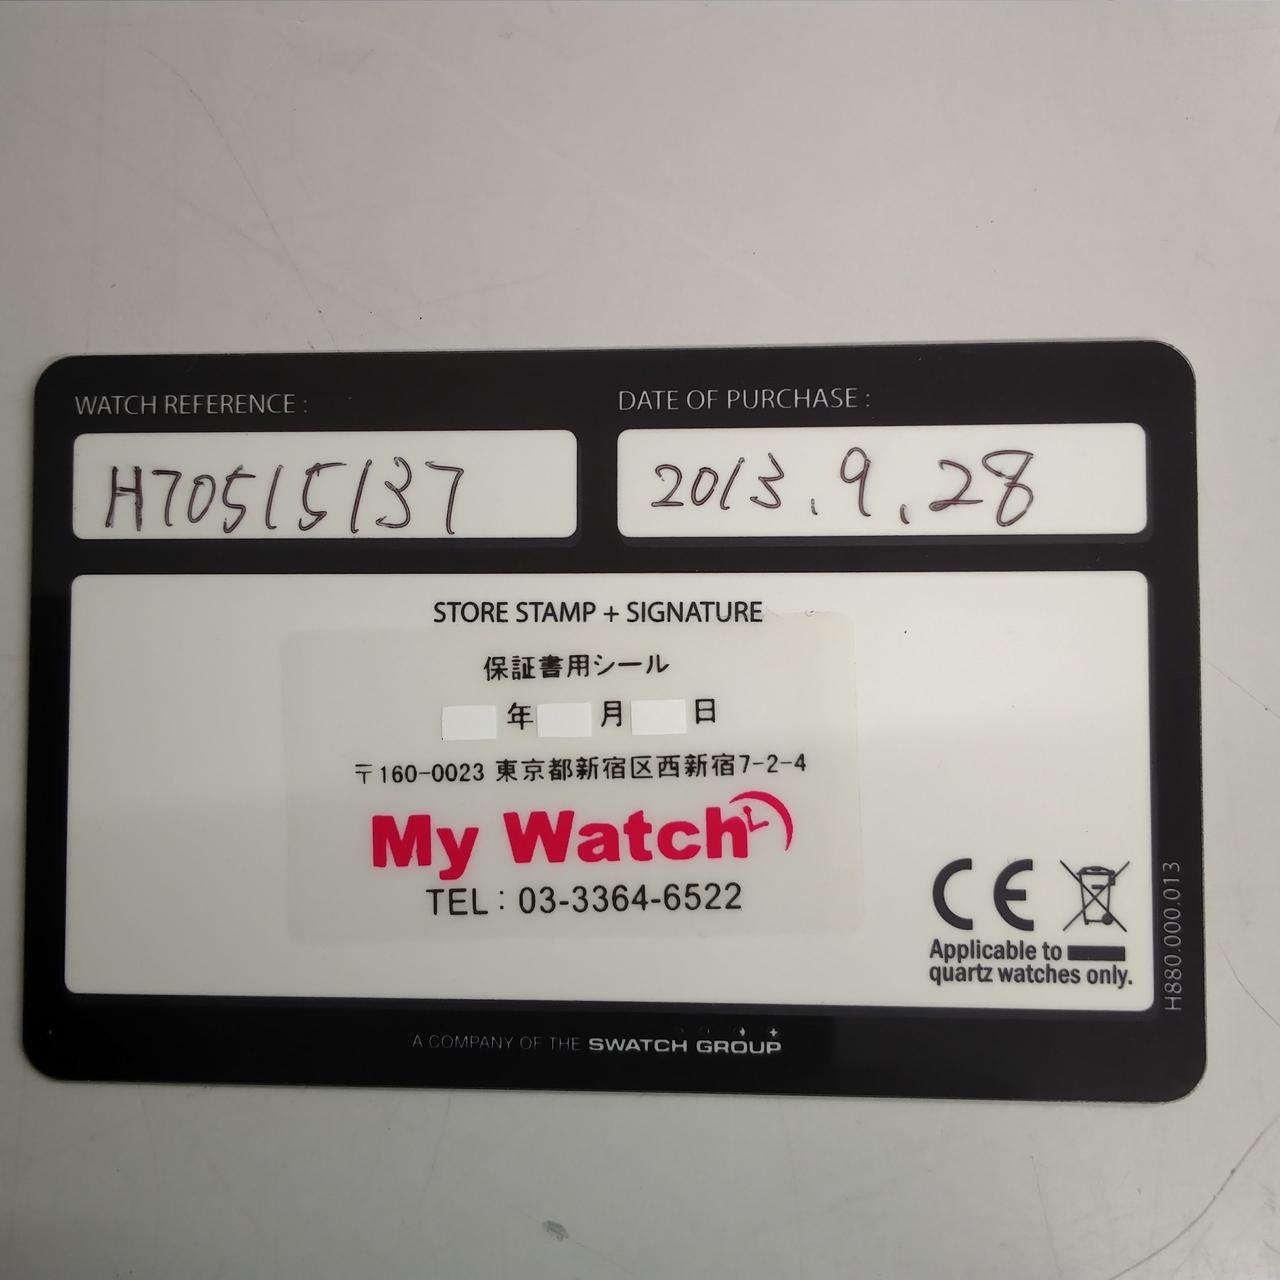 WATCH REFERENCE :
H70515137
DATE OF PURCHASE :
2013.9.28
STORE STAMP + SIGNATURE
保証書用シール
年 月 日
〒160-0023 東京都新宿区西新宿7-2-4
My Watch
TEL : 03-3364-6522
CE
Applicable to
quartz watches only.
H880.000.013
A COMPANY OF THE SWATCH GROUP